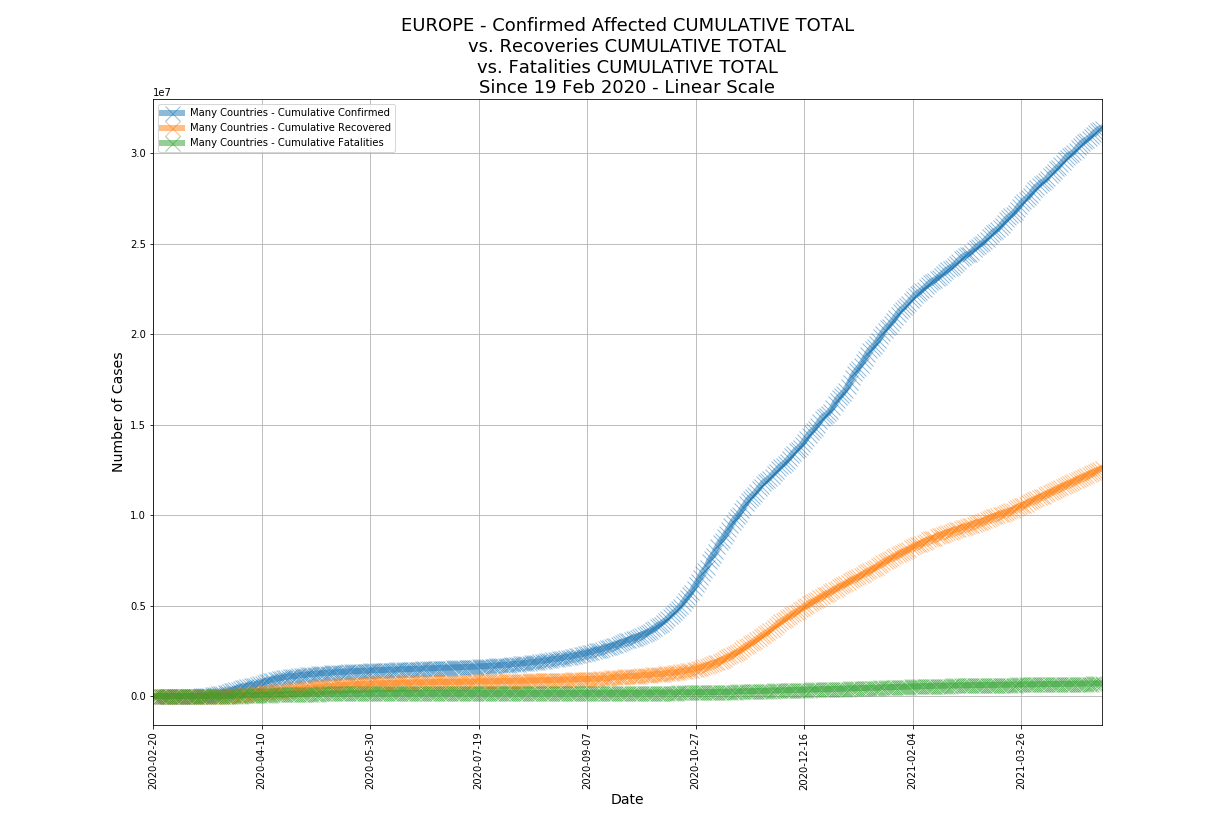 EUROPE - Confirmed Affected CUMULATIVE TOTAL
vs. Recoveries CUMULATIVE TOTAL
vs. Fatalities CUMULATIVE TOTAL
Since 19 Feb 2020 - Linear Scale
1e7
Many Countries - Cumulative Confirmed
Many Countries - Cumulative Recovered
Many Countries - Cumulative Fatalities
Number of Cases
3.0
2.5
2.0
1.5
1.0
0.5
0.0
2020-02-20
2020-04-10
2020-05-30
2020-07-19
2020-09-07
2020-10-27
2020-12-16
2021-02-04
2021-03-26
Date